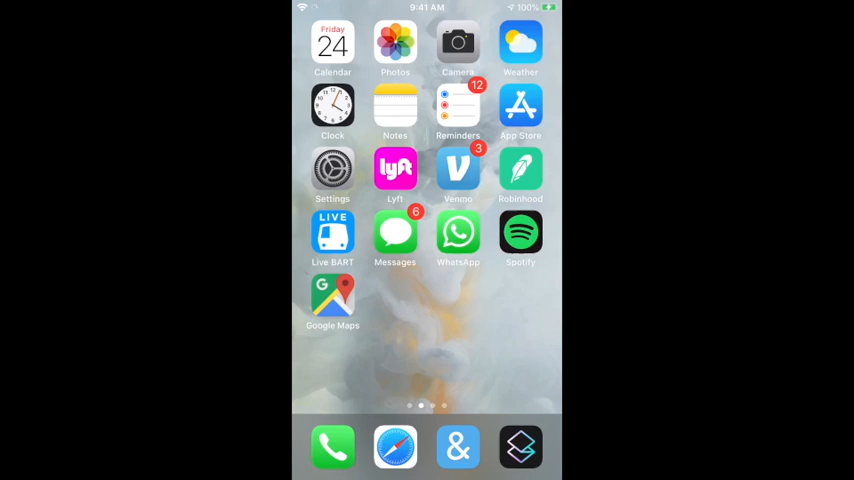 9:41 AM 100%
Friday
24
Calendar Photos Camera Weather
12
Clock Notes Reminders App Store
lyft 3
Settings Lyft Venmo Robinhood
LIVE 6
Live BART Messages WhatsApp Spotify
G
Google Maps
&